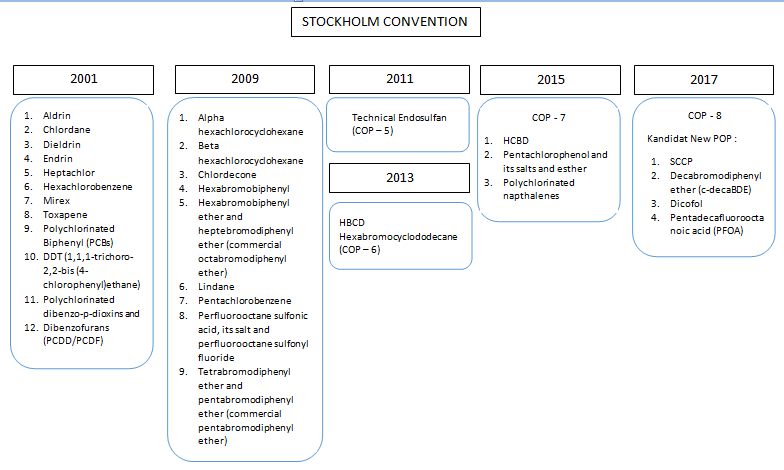 STOCKHOLM CONVENTION
2001
1. Aldrin
2. Chlordane
3. Dieldrin
4. Endrin
5. Heptachlor
6. Hexachlorobenzene
7. Mirex
8. Toxapene
9. Polychlorinated
Biphenyl (PCBs)
10. DDT (1,1,1-trichoro-
2,2-bis (4-
chlorophenyl)ethane)
11. Polychlorinated
dibenzo-p-dioxins and
12. Dibenzofurans
(PCDD/PCDF)
2009
1. Alpha
hexachlorocyclohexane
2. Beta
hexachlorocyclohexane
3. Chlordecone
4. Hexabromobiphenyl
5. Hexabromobiphenyl
ether and
heptebromodiphenyl
ether (commercial
octabromodiphenyl
ether)
6. Lindane
7. Pentachlorobenzene
8. Perfluorooctane sulfonic
acid, its salt and
perfluorooctane sulfonyl
fluoride
9. Tetrabromodiphenyl
ether and
pentabromodiphenyl
ether (commercial
pentabromodiphenyl
ether)
2011
Technical Endosulfan
(COP – 5)
2013
HBCD
Hexabromocyclododecane
(COP – 6)
2015
COP - 7
1. HCBD
2. Pentachlorophenol and
its salts and esther
3. Polychlorinated
napthalenes
2017
COP - 8
Kandidat New POP :
1. SCCP
2. Decabromodiphenyl
ether (c-decaBDE)
3. Dicofol
4. Pentadecafluoroocta
noic acid (PFOA)